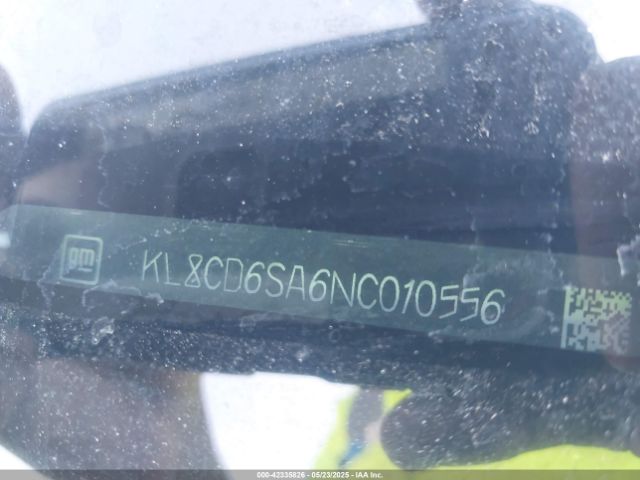 gm KL8CD6SA6NC010556
000-42335826 - 05/23/2025 - IAA Inc.